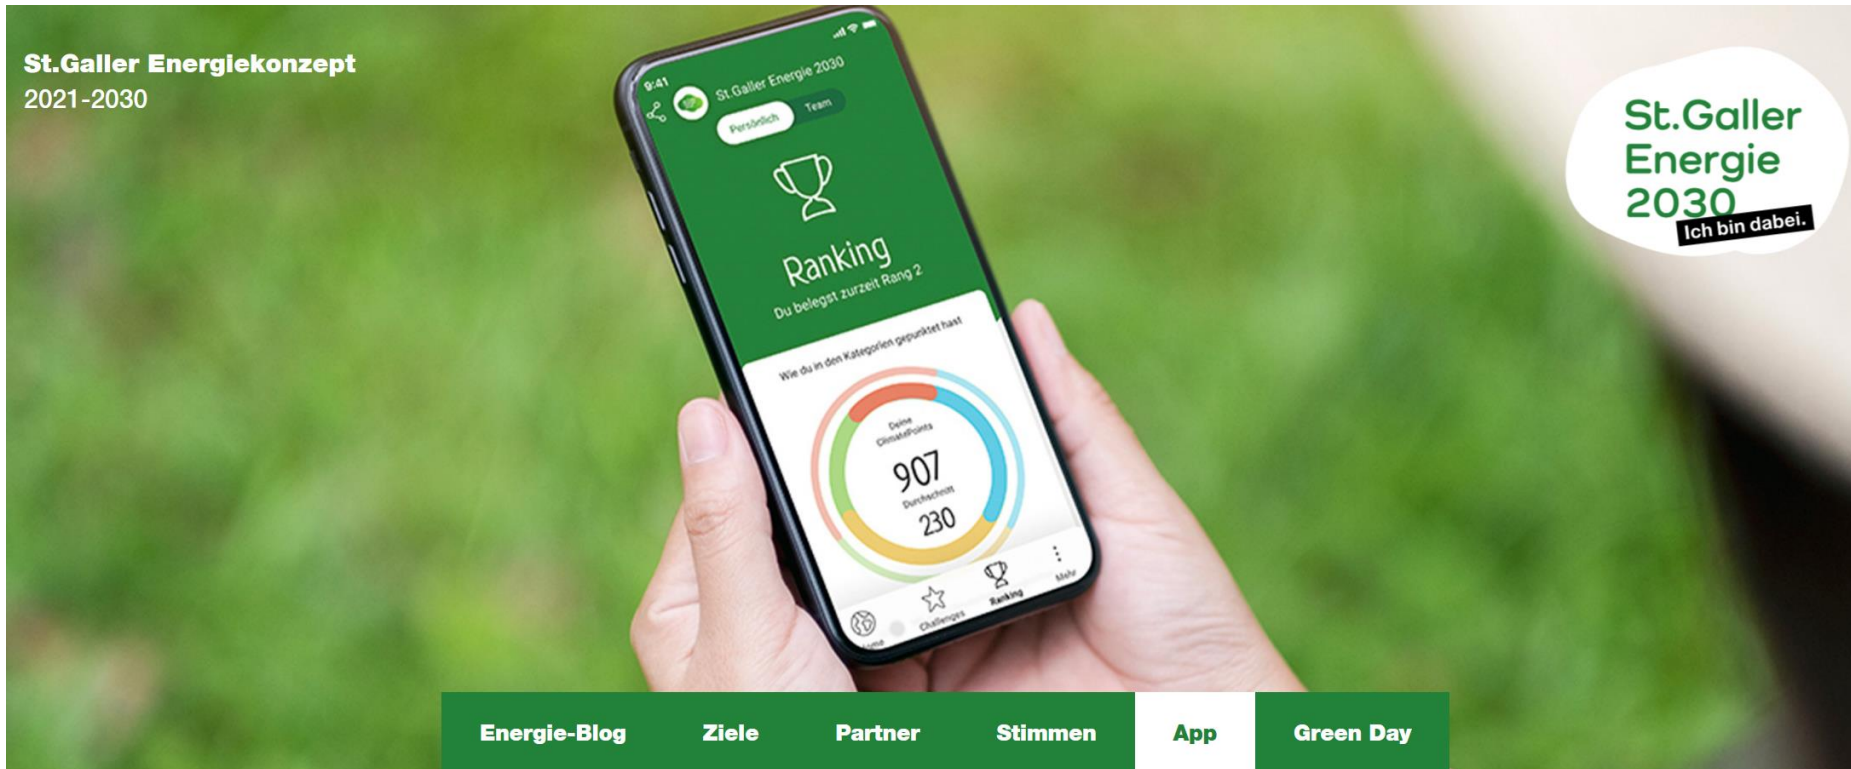 St.Galler Energiekonzept
2021-2030
9:41
St.Galler Energie 2030
Persönlich
Team
Ranking
Du belegst zurzeit Rang 2
Wie du in den Kategorien gepunktet hast
Deine
ClimatePoints
907
Durchschnitt
230
Challenges
Ranking
Mehr
St.Galler
Energie
2030
Ich bin dabei.
Energie-Blog
Ziele
Partner
Stimmen
App
Green Day